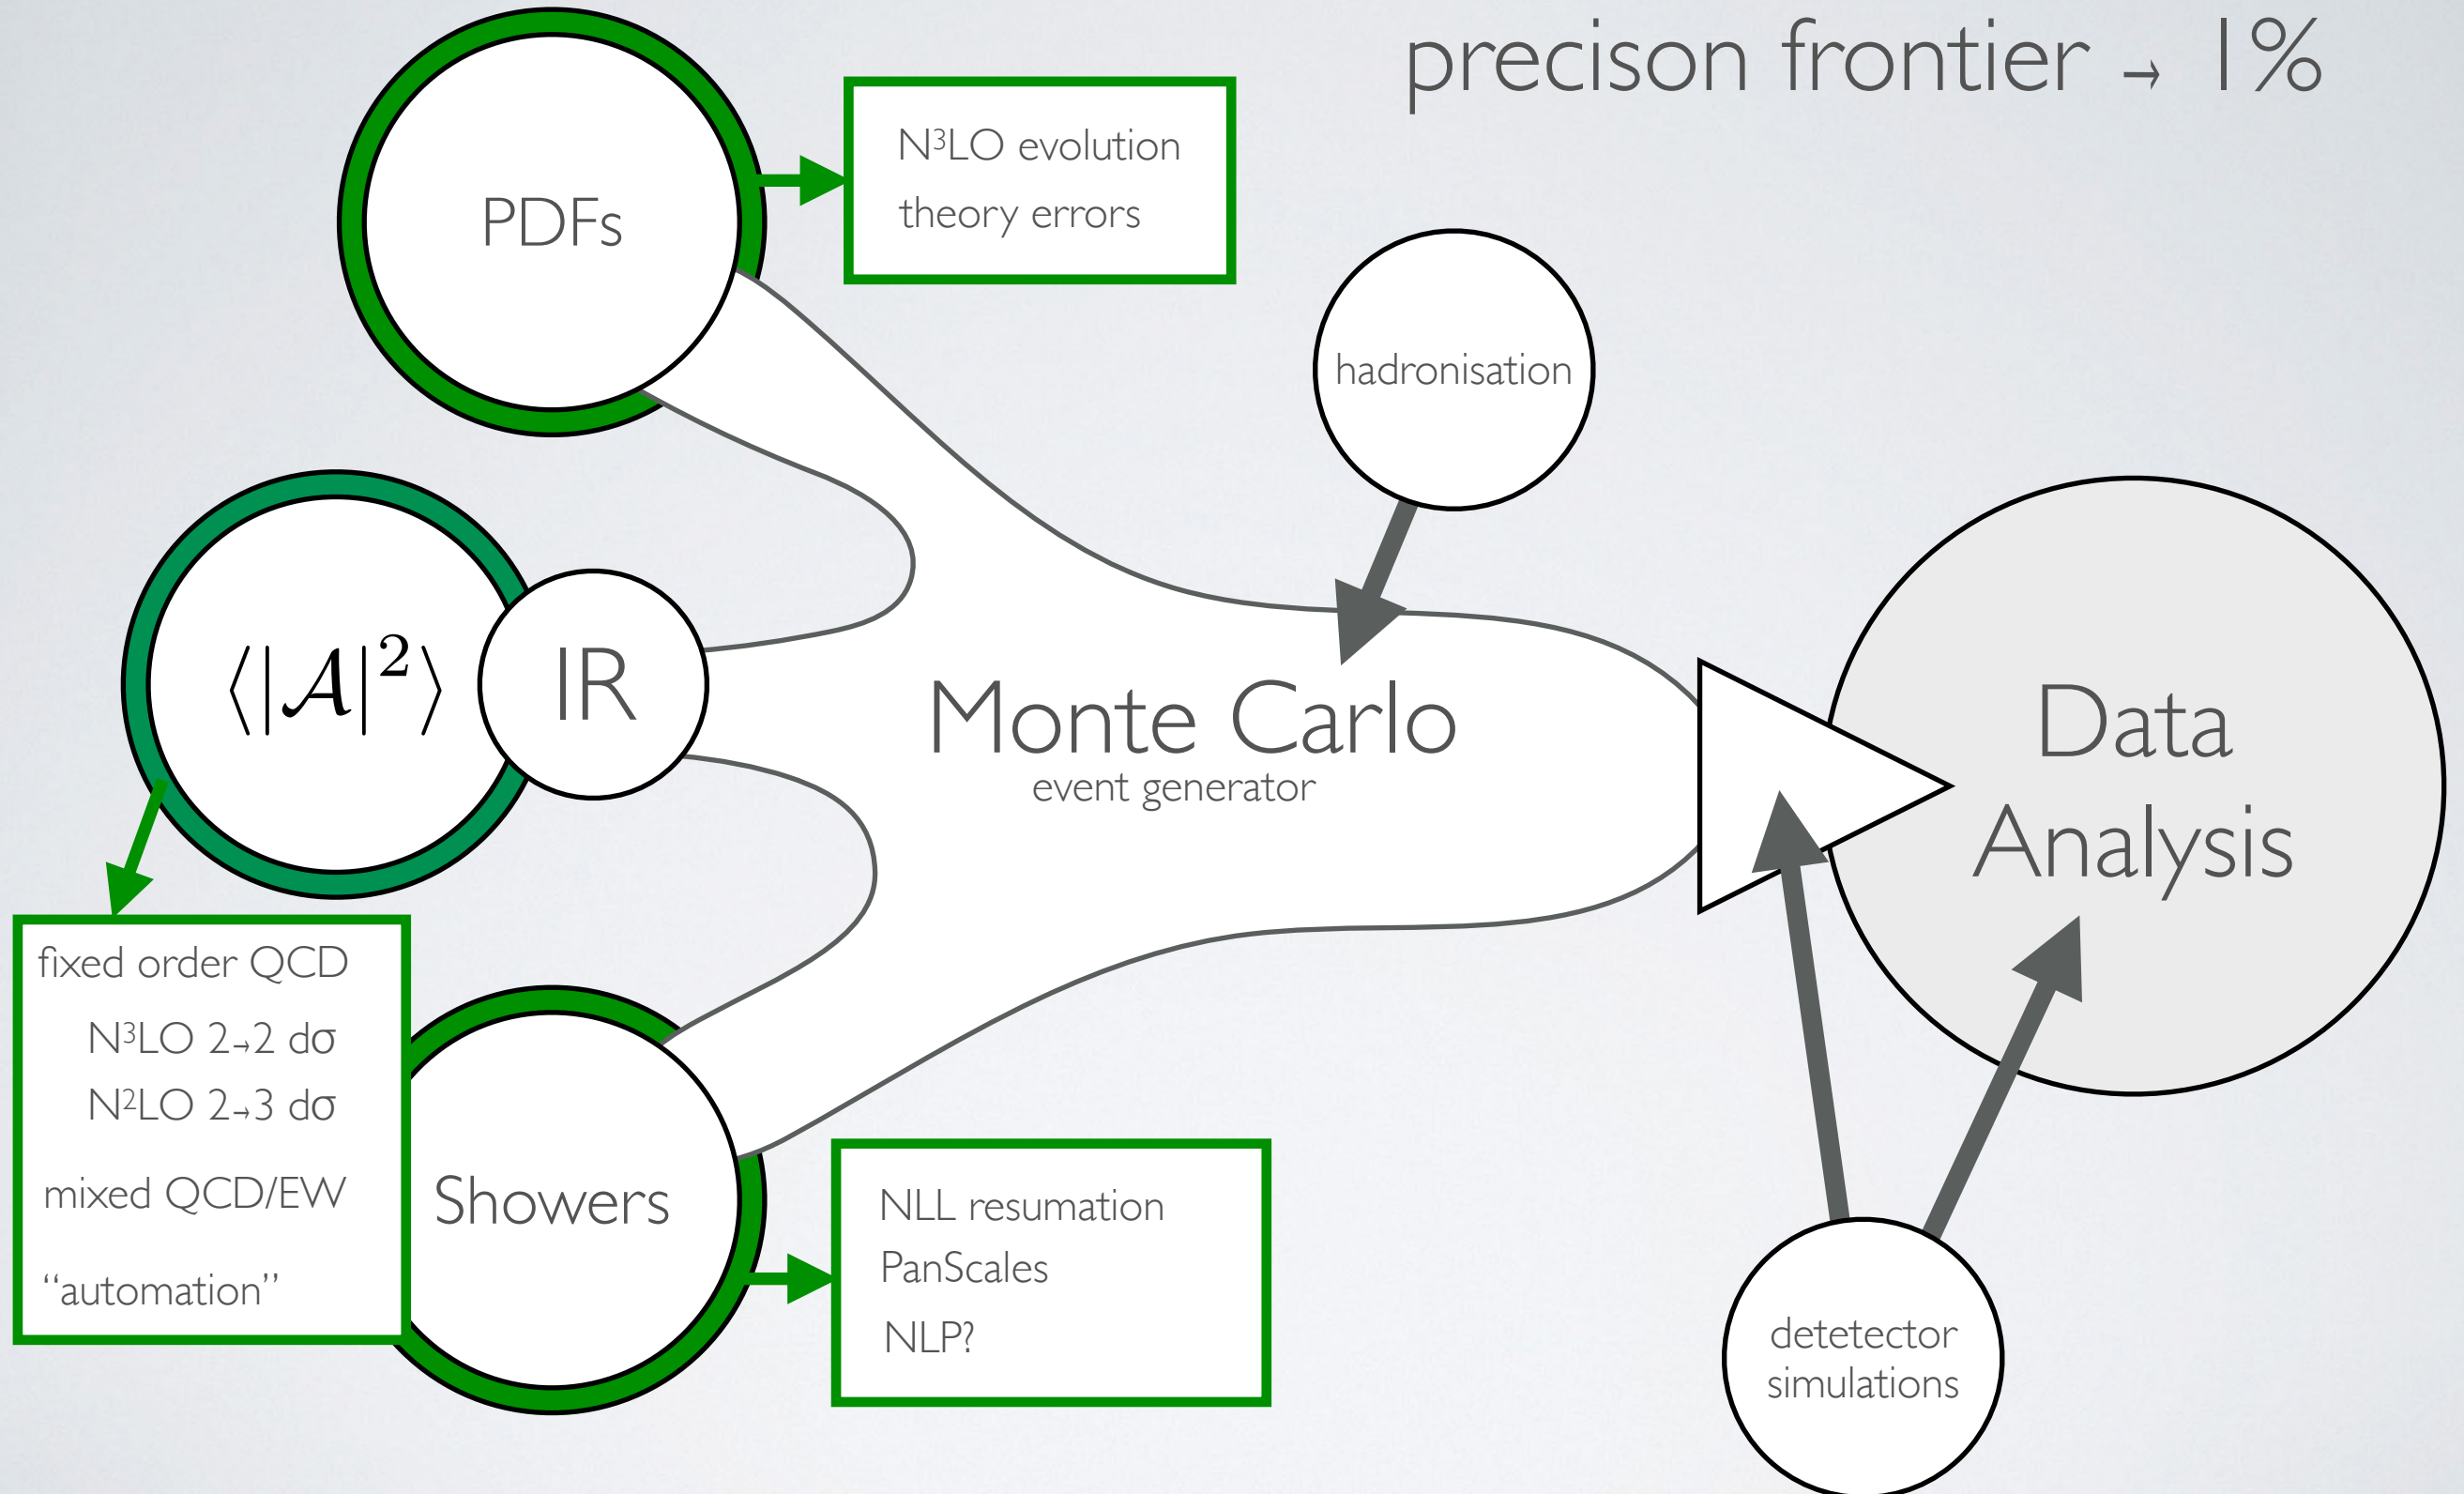 precison frontier → 1%
PDFs
N³LO evolution
theory errors
hadronisation
⟨|𝒜|²⟩
IR
Monte Carlo
event generator
Data
Analysis
fixed order QCD
N³LO 2→2 dσ
N²LO 2→3 dσ
mixed QCD/EW
“automation”
Showers
NLL resumation
PanScales
NLP?
detetector
simulations